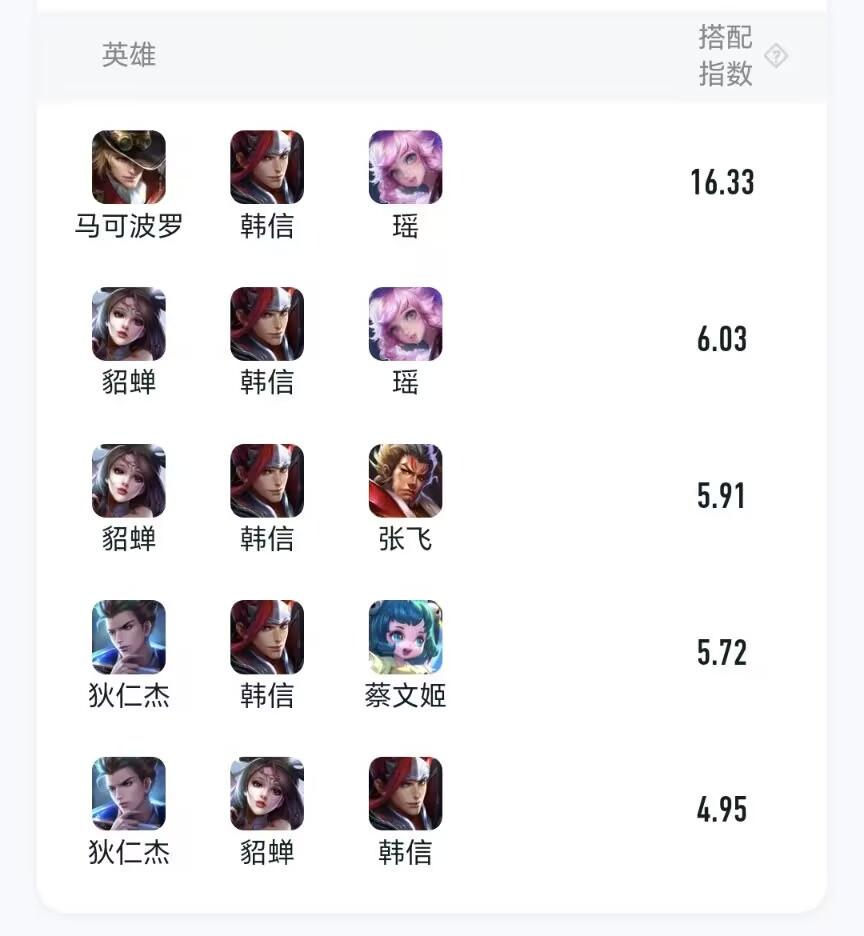 英雄
搭配
指数
马可波罗 韩信 瑶 16.33
貂蝉 韩信 瑶 6.03
貂蝉 韩信 张飞 5.91
狄仁杰 韩信 蔡文姬 5.72
狄仁杰 貂蝉 韩信 4.95